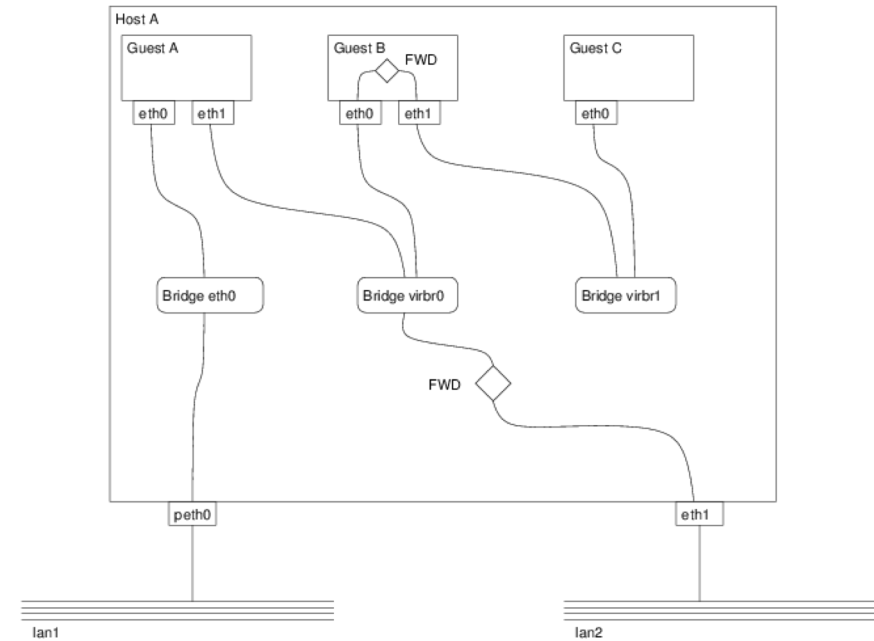 Host A
Guest A
Guest B
FWD
Guest C
eth0
eth1
eth0
eth1
eth0
Bridge eth0
Bridge virbr0
Bridge virbr1
FWD
peth0
eth1
lan1
lan2